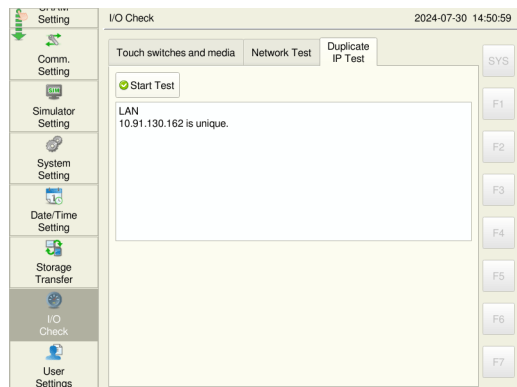 Setting
I/O Check
2024-07-30 14:50:59
Comm.
Setting
Simulator
Setting
System
Setting
Date/Time
Setting
Storage
Transfer
I/O
Check
User
Settings
Touch switches and media
Network Test
Duplicate
IP Test
Start Test
LAN
10.91.130.162 is unique.
SYS
F1
F2
F3
F4
F5
F6
F7